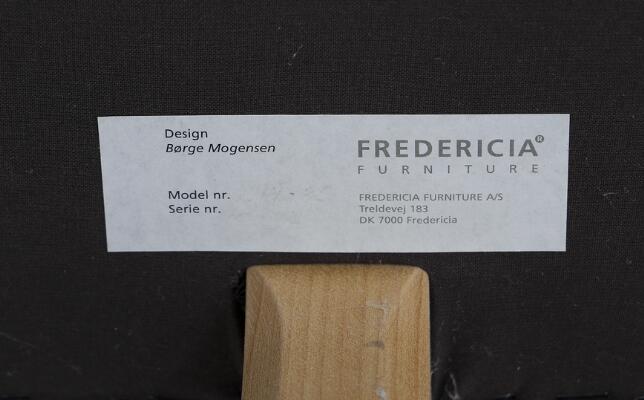 Design
Børge Mogensen
Model nr.
Serie nr.
FREDERICIA®
FURNITURE
FREDERICIA FURNITURE A/S
Treldevej 183
DK 7000 Fredericia